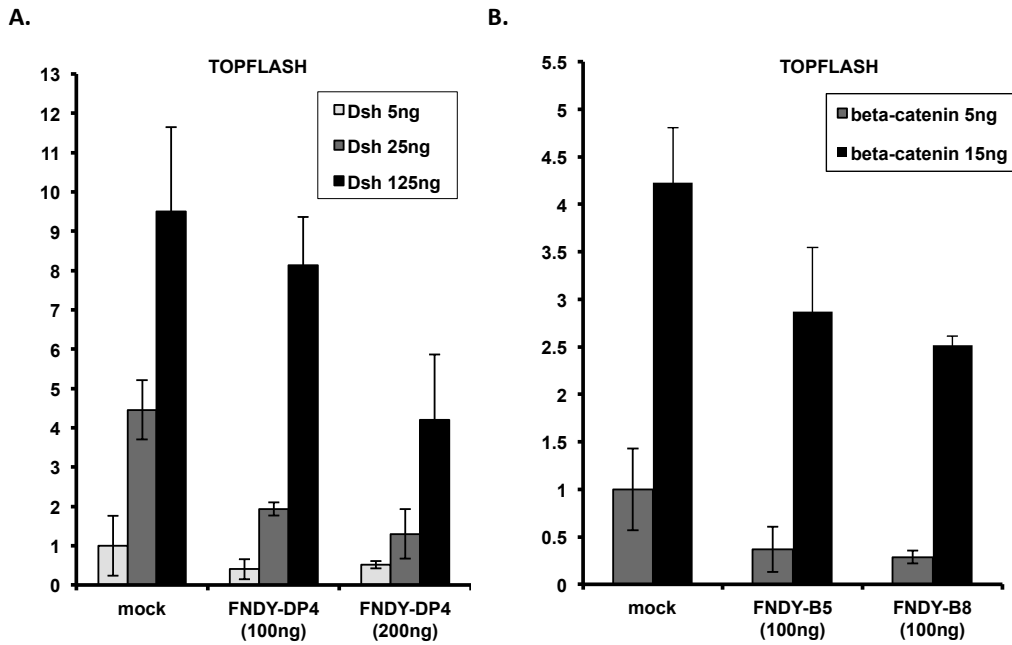 A.
TOPFLASH
13
12
11
10
9
8
7
6
5
4
3
2
1
0
Dsh 5ng
Dsh 25ng
Dsh 125ng
mock
FNDY-DP4
(100ng)
FNDY-DP4
(200ng)
B.
TOPFLASH
5.5
5
4.5
4
3.5
3
2.5
2
1.5
1
0.5
0
beta-catenin 5ng
beta-catenin 15ng
mock
FNDY-B5
(100ng)
FNDY-B8
(100ng)